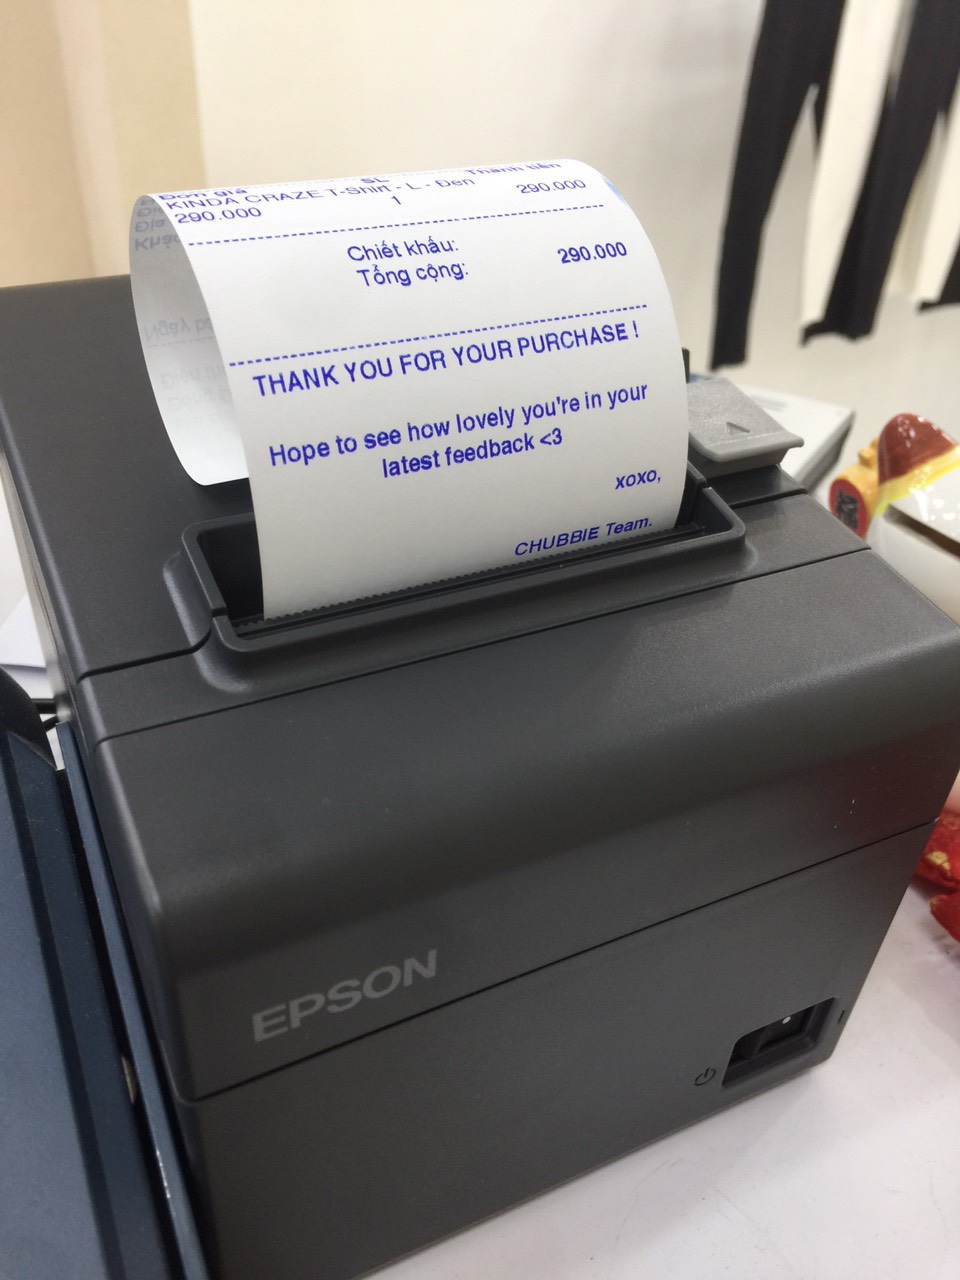 Đơn giá SL Thành tiền
KINDA CRAZE T-Shirt - L - Đen
290.000 1 290.000
Chiết khấu:
Tổng cộng: 290.000
THANK YOU FOR YOUR PURCHASE !
Hope to see how lovely you're in your
latest feedback <3
xoxo,
CHUBBIE Team.
EPSON